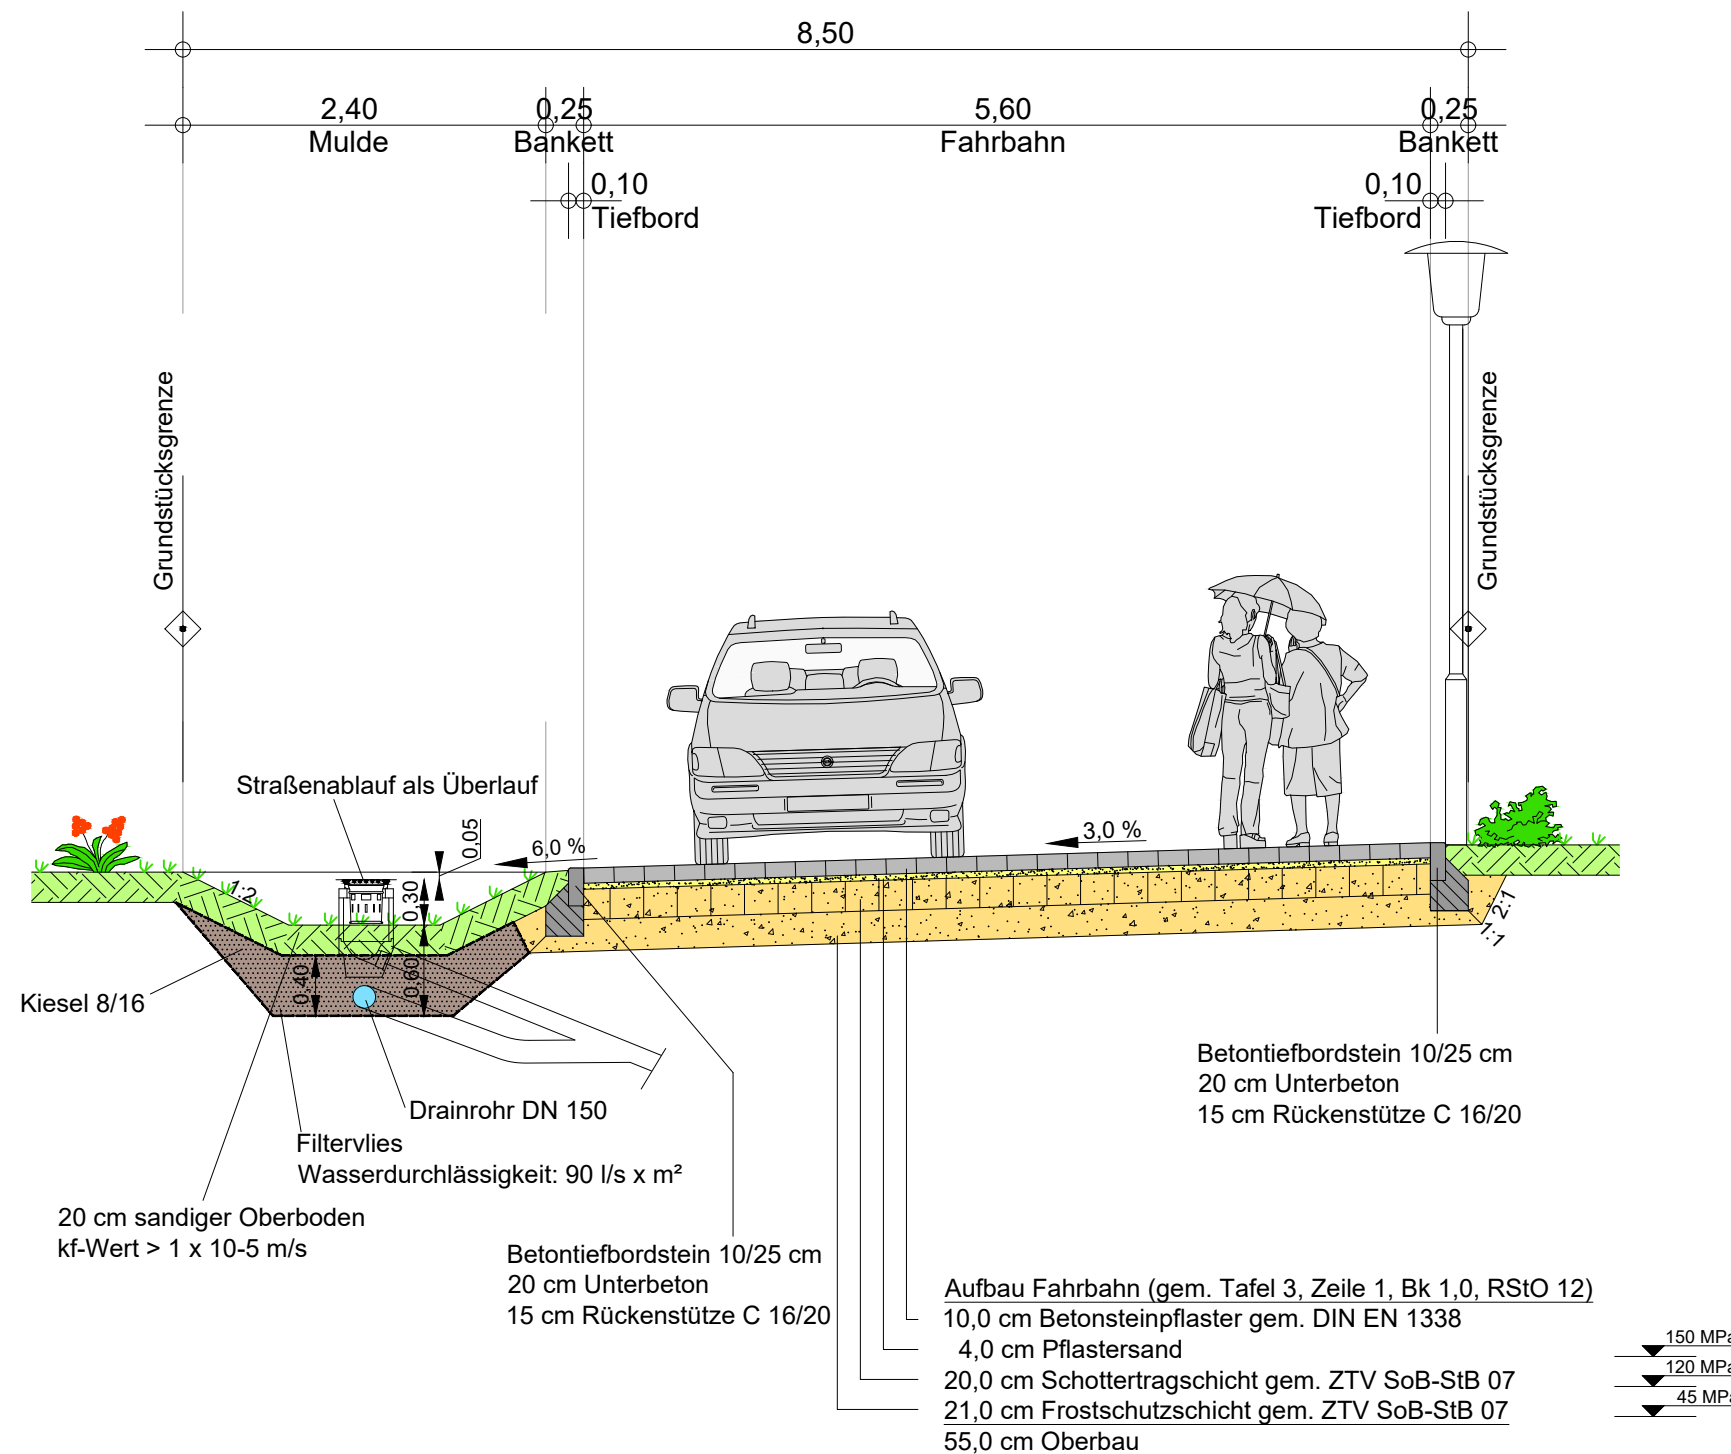 8,50
2,40
0,25
5,60
0,25
Mulde
Bankett
Fahrbahn
Bankett
0,10
0,10
Tiefbord
Tiefbord
Grundstücksgrenze
Grundstücksgrenze
Straßenablauf als Überlauf
0,05
6,0 %
3,0 %
1:2
0,30
2:1
1:1
0,40
0,60
Kiesel 8/16
Betontiefbordstein 10/25 cm
20 cm Unterbeton
15 cm Rückenstütze C 16/20
Drainrohr DN 150
Filtervlies
Wasserdurchlässigkeit: 90 l/s x m²
20 cm sandiger Oberboden
kf-Wert > 1 x 10-5 m/s
Betontiefbordstein 10/25 cm
20 cm Unterbeton
15 cm Rückenstütze C 16/20
Aufbau Fahrbahn (gem. Tafel 3, Zeile 1, Bk 1,0, RStO 12)
10,0 cm Betonsteinpflaster gem. DIN EN 1338
4,0 cm Pflastersand
150 MPa
20,0 cm Schottertragschicht gem. ZTV SoB-StB 07
120 MPa
21,0 cm Frostschutzschicht gem. ZTV SoB-StB 07
45 MPa
55,0 cm Oberbau